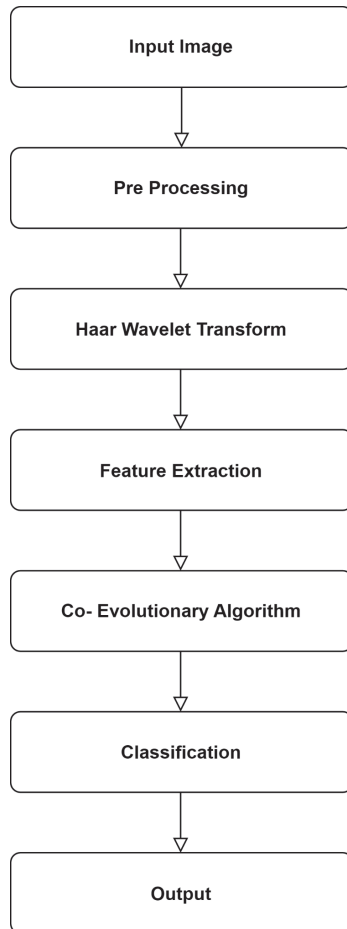 Input Image
Pre Processing
Haar Wavelet Transform
Feature Extraction
Co- Evolutionary Algorithm
Classification
Output